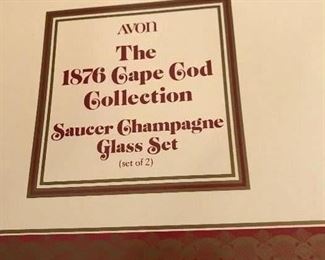 AVON
The
1876 Cape Cod
Collection
Saucer Champagne
Glass Set
(set of 2)